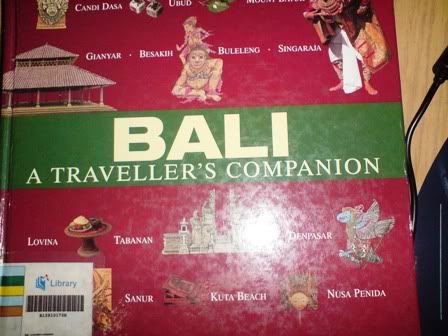 CANDI DASA UBUD MOUNT BATUR
GIANYAR · BESAKIH BULELENG · SINGARAJA
BALI
A TRAVELLER'S COMPANION
LOVINA TABANAN DENPASAR
Library
SANUR KUTA BEACH NUSA PENIDA